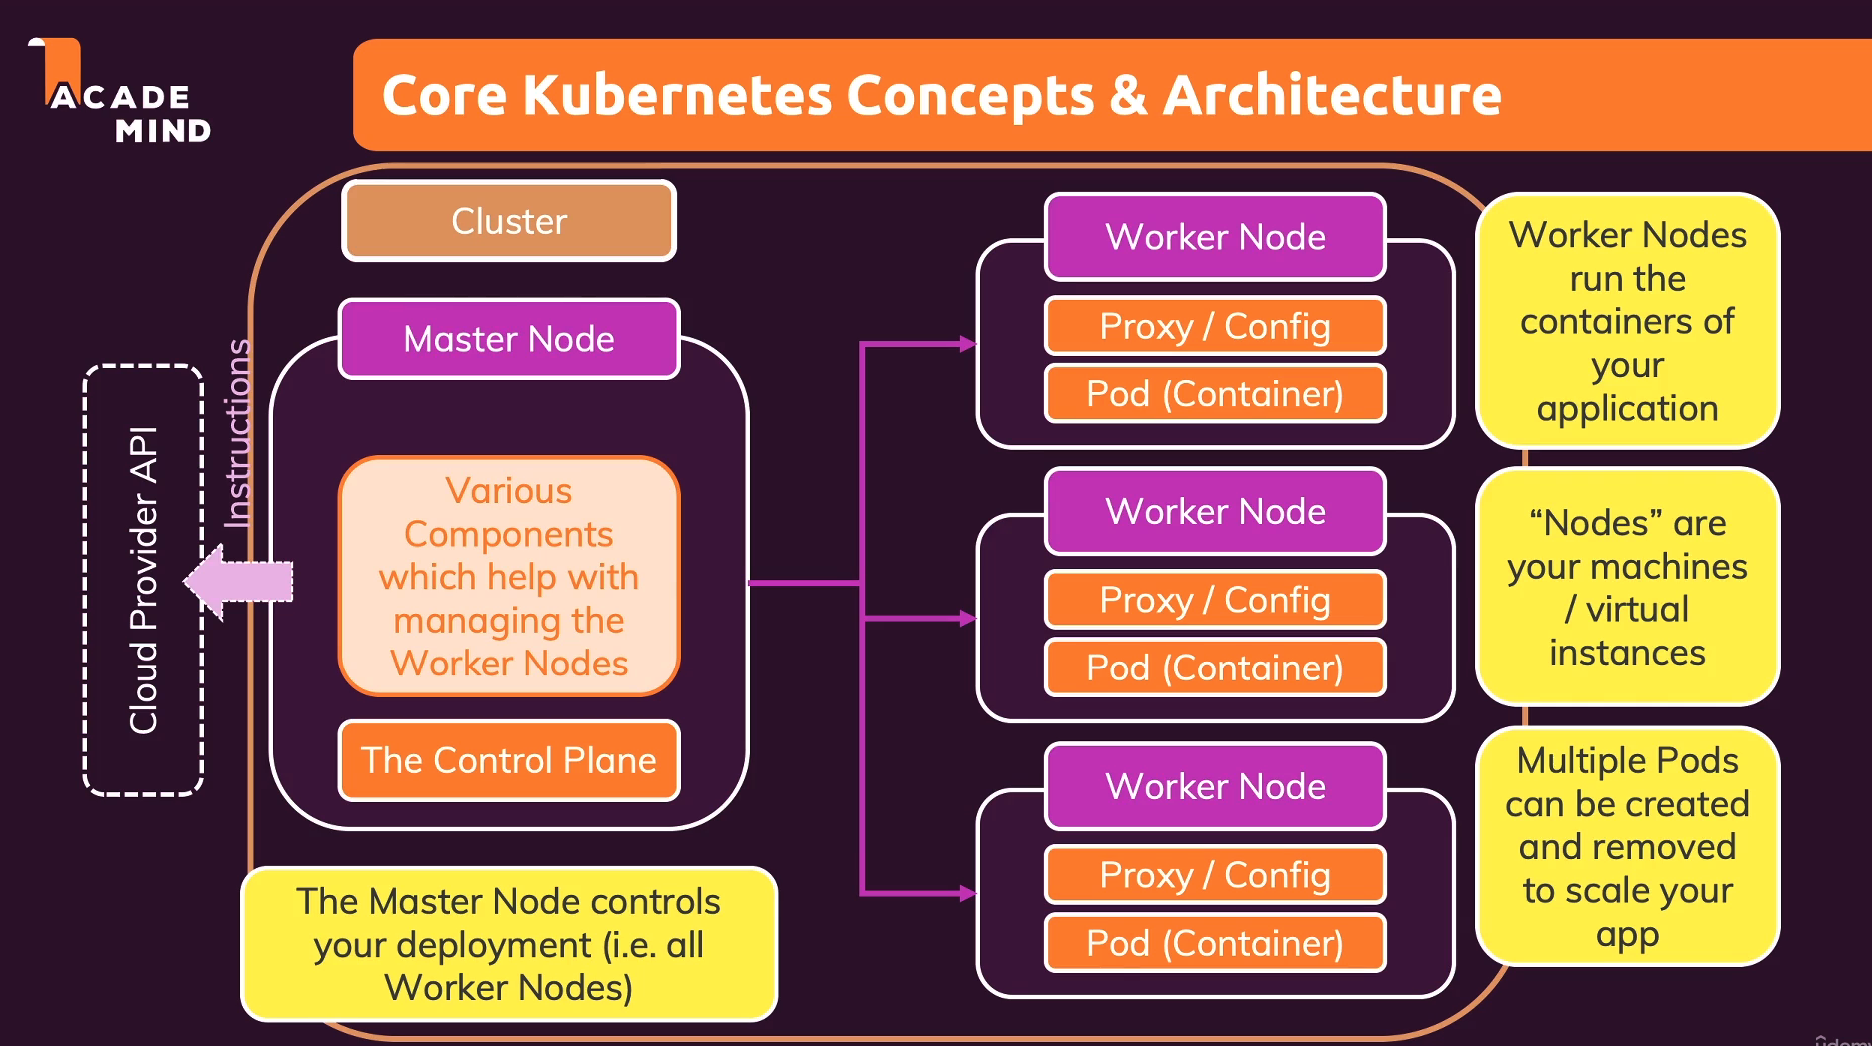 ACADE
MIND
Core Kubernetes Concepts & Architecture
Cluster
Master Node
Various
Components
which help with
managing the
Worker Nodes
The Control Plane
Instructions
Cloud Provider API
The Master Node controls
your deployment (i.e. all
Worker Nodes)
Worker Node
Proxy / Config
Pod (Container)
Worker Node
Proxy / Config
Pod (Container)
Worker Node
Proxy / Config
Pod (Container)
Worker Nodes
run the
containers of
your
application
“Nodes” are
your machines
/ virtual
instances
Multiple Pods
can be created
and removed
to scale your
app